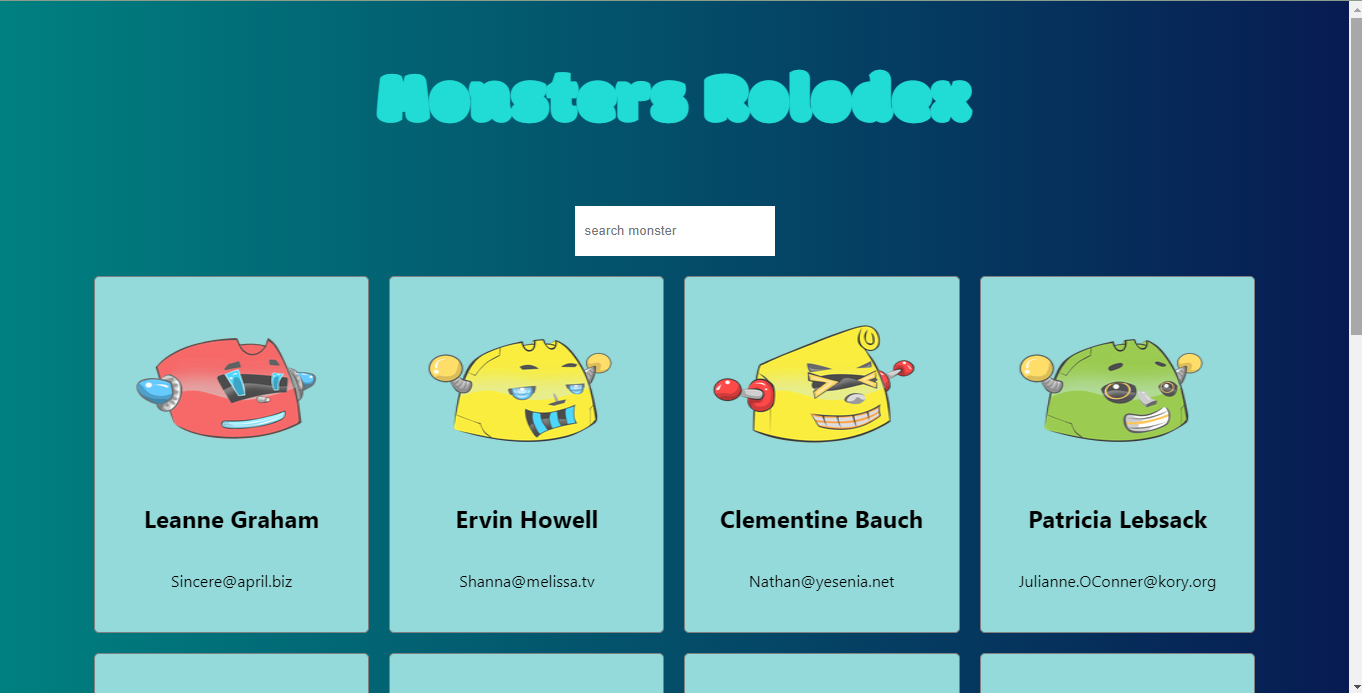 Monsters Rolodex
search monster
Leanne Graham
Ervin Howell
Clementine Bauch
Patricia Lebsack
Sincere@april.biz
Shanna@melissa.tv
Nathan@yesenia.net
Julianne.OConner@kory.org